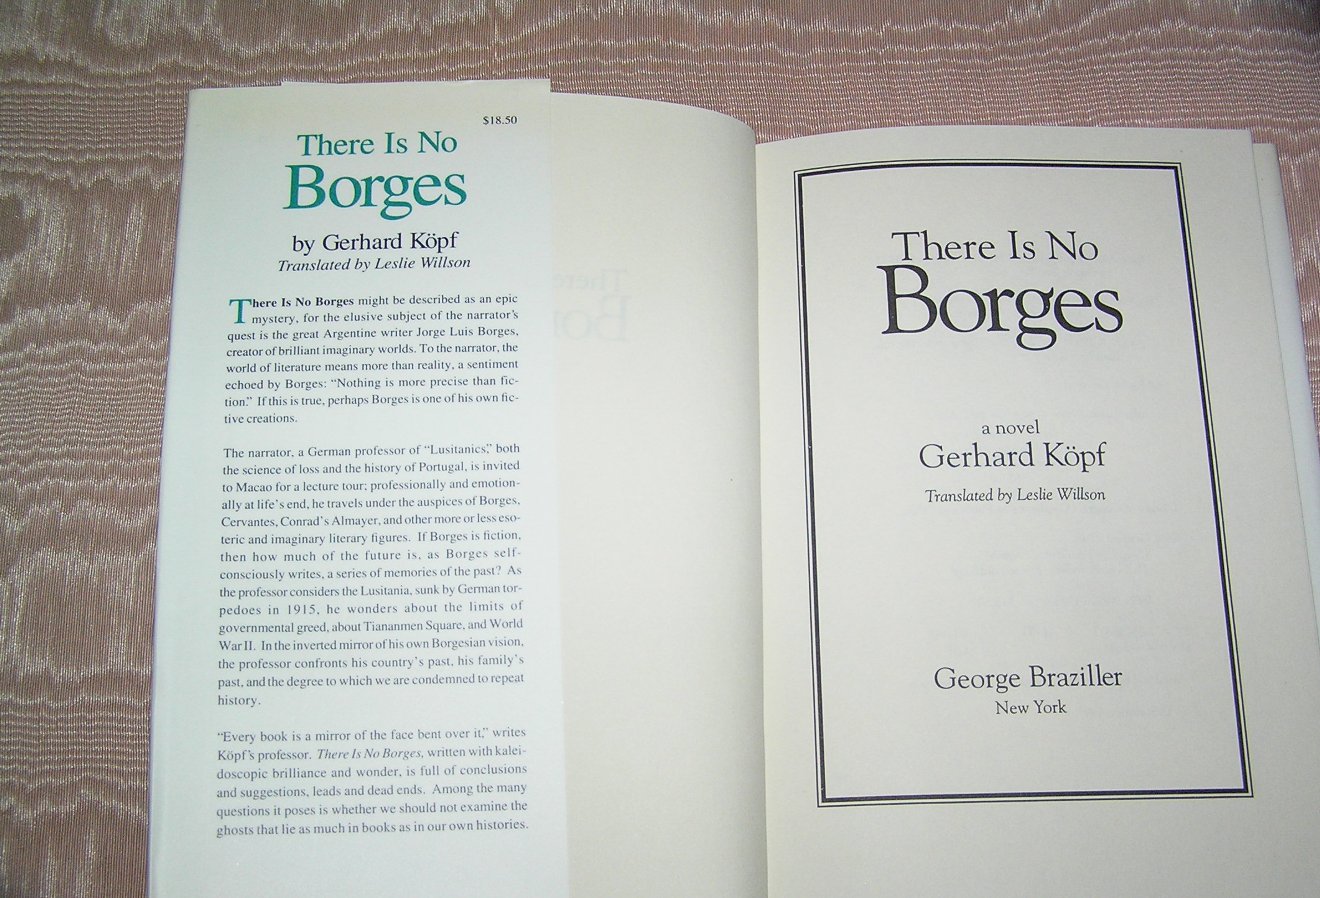 $18.50
There Is No
Borges
by Gerhard Köpf
Translated by Leslie Willson
There Is No Borges might be described as an epic
mystery, for the elusive subject of the narrator's
quest is the great Argentine writer Jorge Luis Borges,
creator of brilliant imaginary worlds. To the narrator, the
world of literature means more than reality, a sentiment
echoed by Borges: “Nothing is more precise than fic-
tion.” If this is true, perhaps Borges is one of his own fic-
tive creations.
The narrator, a German professor of “Lusitanics,” both
the science of loss and the history of Portugal, is invited
to Macao for a lecture tour; professionally and emotion-
ally at life's end, he travels under the auspices of Borges,
Cervantes, Conrad's Almayer, and other more or less eso-
teric and imaginary literary figures. If Borges is fiction,
then how much of the future is, as Borges self-
consciously writes, a series of memories of the past? As
the professor considers the Lusitania, sunk by German tor-
pedoes in 1915, he wonders about the limits of
governmental greed, about Tiananmen Square, and World
War II. In the inverted mirror of his own Borgesian vision,
the professor confronts his country's past, his family's
past, and the degree to which we are condemned to repeat
history.
“Every book is a mirror of the face bent over it,” writes
Köpf's professor. There Is No Borges, written with kalei-
doscopic brilliance and wonder, is full of conclusions
and suggestions, leads and dead ends. Among the many
questions it poses is whether we should not examine the
ghosts that lie as much in books as in our own histories.
There Is No
Borges
a novel
Gerhard Köpf
Translated by Leslie Willson
George Braziller
New York